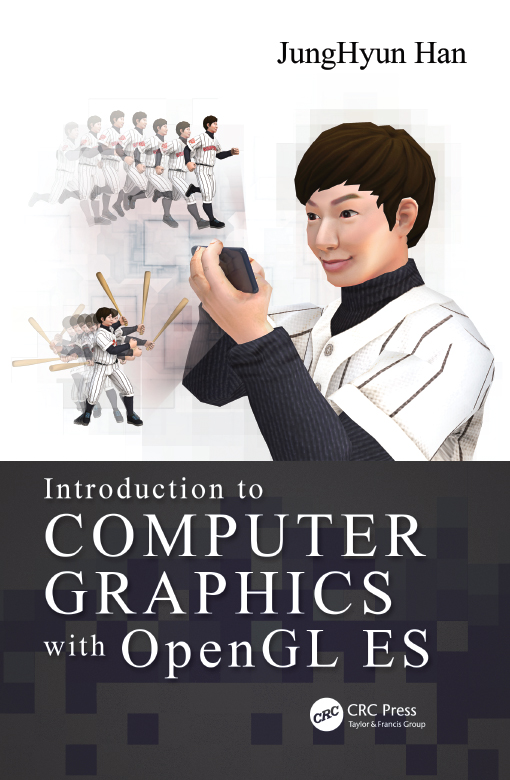 JungHyun Han
Introduction to
COMPUTER
GRAPHICS
with OpenGL ES
CRC CRC Press
Taylor & Francis Group